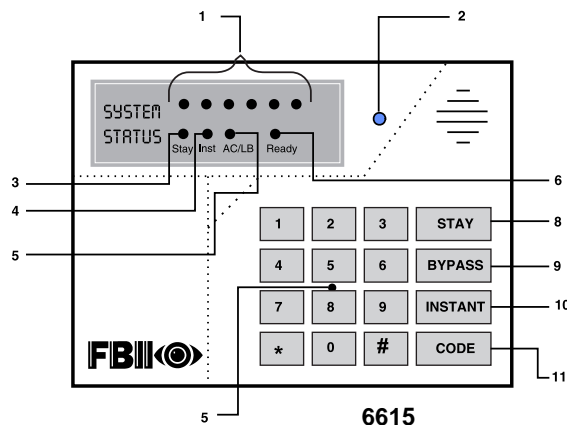 1
2
SYSTEM
STATUS
Stay Inst AC/LB Ready
3
4
5
6
1 2 3 STAY
8
4 5 6 BYPASS
9
7 8 9 INSTANT
10
* 0 # CODE
11
FBII
5
6615